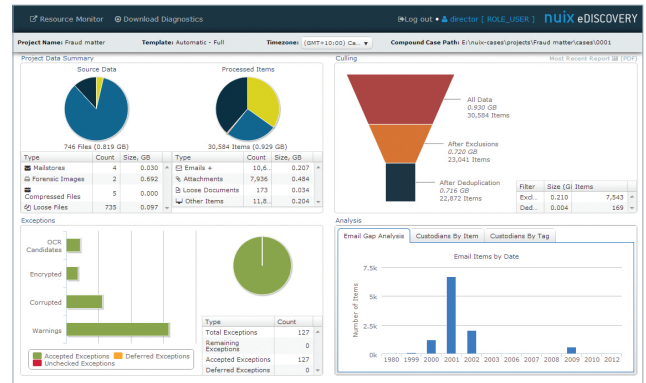 Resource Monitor Download Diagnostics Log out • director [ ROLE_USER ] nuix eDISCOVERY
Project Name: Fraud matter Template: Automatic - Full Timezone: (GMT+10:00) Ca... Compound Case Path: E:\nuix-cases\projects\Fraud matter\cases\0001
Project Data Summary
Source Data Processed Items
746 Files (0.819 GB) 30,584 Items (0.929 GB)
Type Count Size, GB
Mailstores 4 0.030
Forensic Images 2 0.692
Compressed Files 5 0.000
Loose Files 735 0.097
Type Count Size, GB
Emails + 10,6... 0.207
Attachments 7,936 0.484
Loose Documents 173 0.034
Other Items 11,8... 0.204
Culling Most Recent Report [PDF]
All Data
0.930 GB
30,584 Items
After Exclusions
0.720 GB
23,041 Items
After Deduplication
0.716 GB
22,872 Items
Filter Size (GI Items
Excl... 0.210 7,543
Ded... 0.004 169
Exceptions
OCR
Candidates
Encrypted
Corrupted
Warnings
Accepted Exceptions Deferred Exceptions
Unchecked Exceptions
Type Count
Total Exceptions 127
Remaining
Exceptions 0
Accepted Exceptions 127
Deferred Exceptions 0
Analysis
Email Gap Analysis Custodians By Item Custodians By Tag
Email Items by Date
Number of Items
7.5k
5k
2.5k
0k
1980 1999 2000 2001 2002 2003 2006 2007 2008 2009 2010 2012